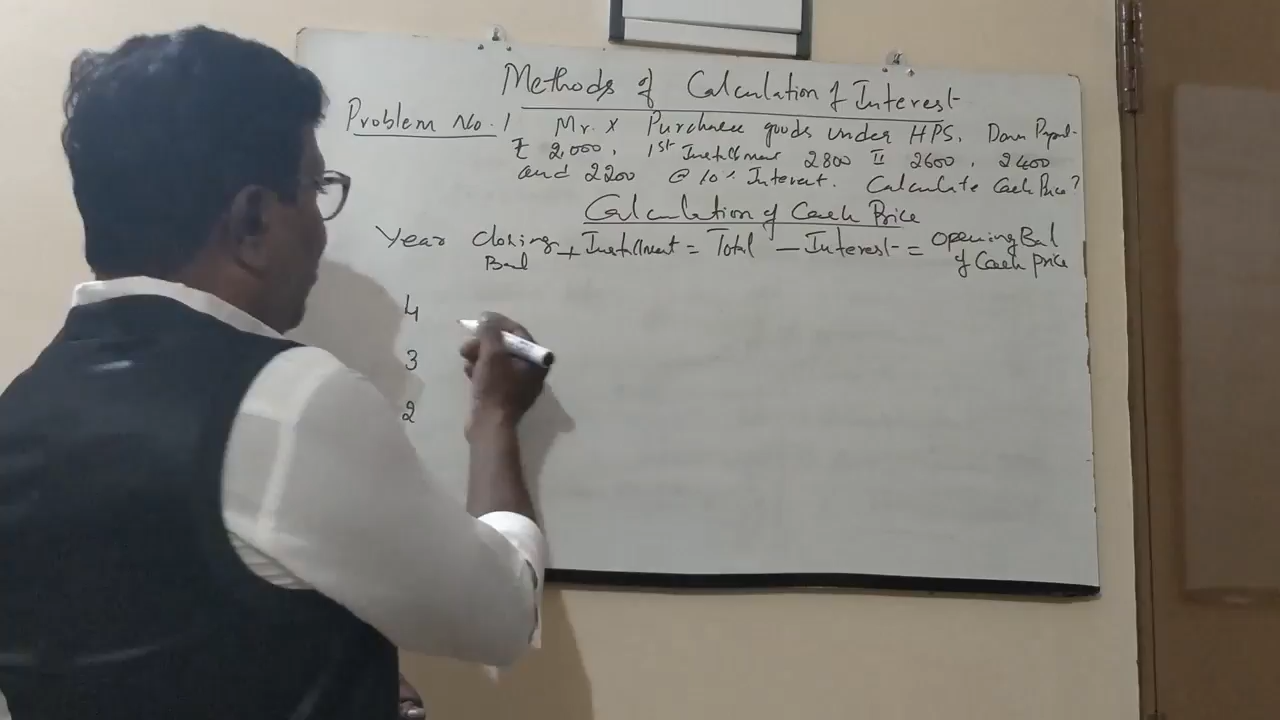 Methods of Calculation of Interest
Problem No. 1 Mr. X Purchase goods under HPS. Down Paymt.
₹ 2,000, 1st Installment 2800 II 2600, 2400
and 2200 @ 10% Interest. Calculate Cash Price?
Calculation of Cash Price
Year Closing Bal + Installment = Total - Interest = Opening Bal of Cash price
4
3
2